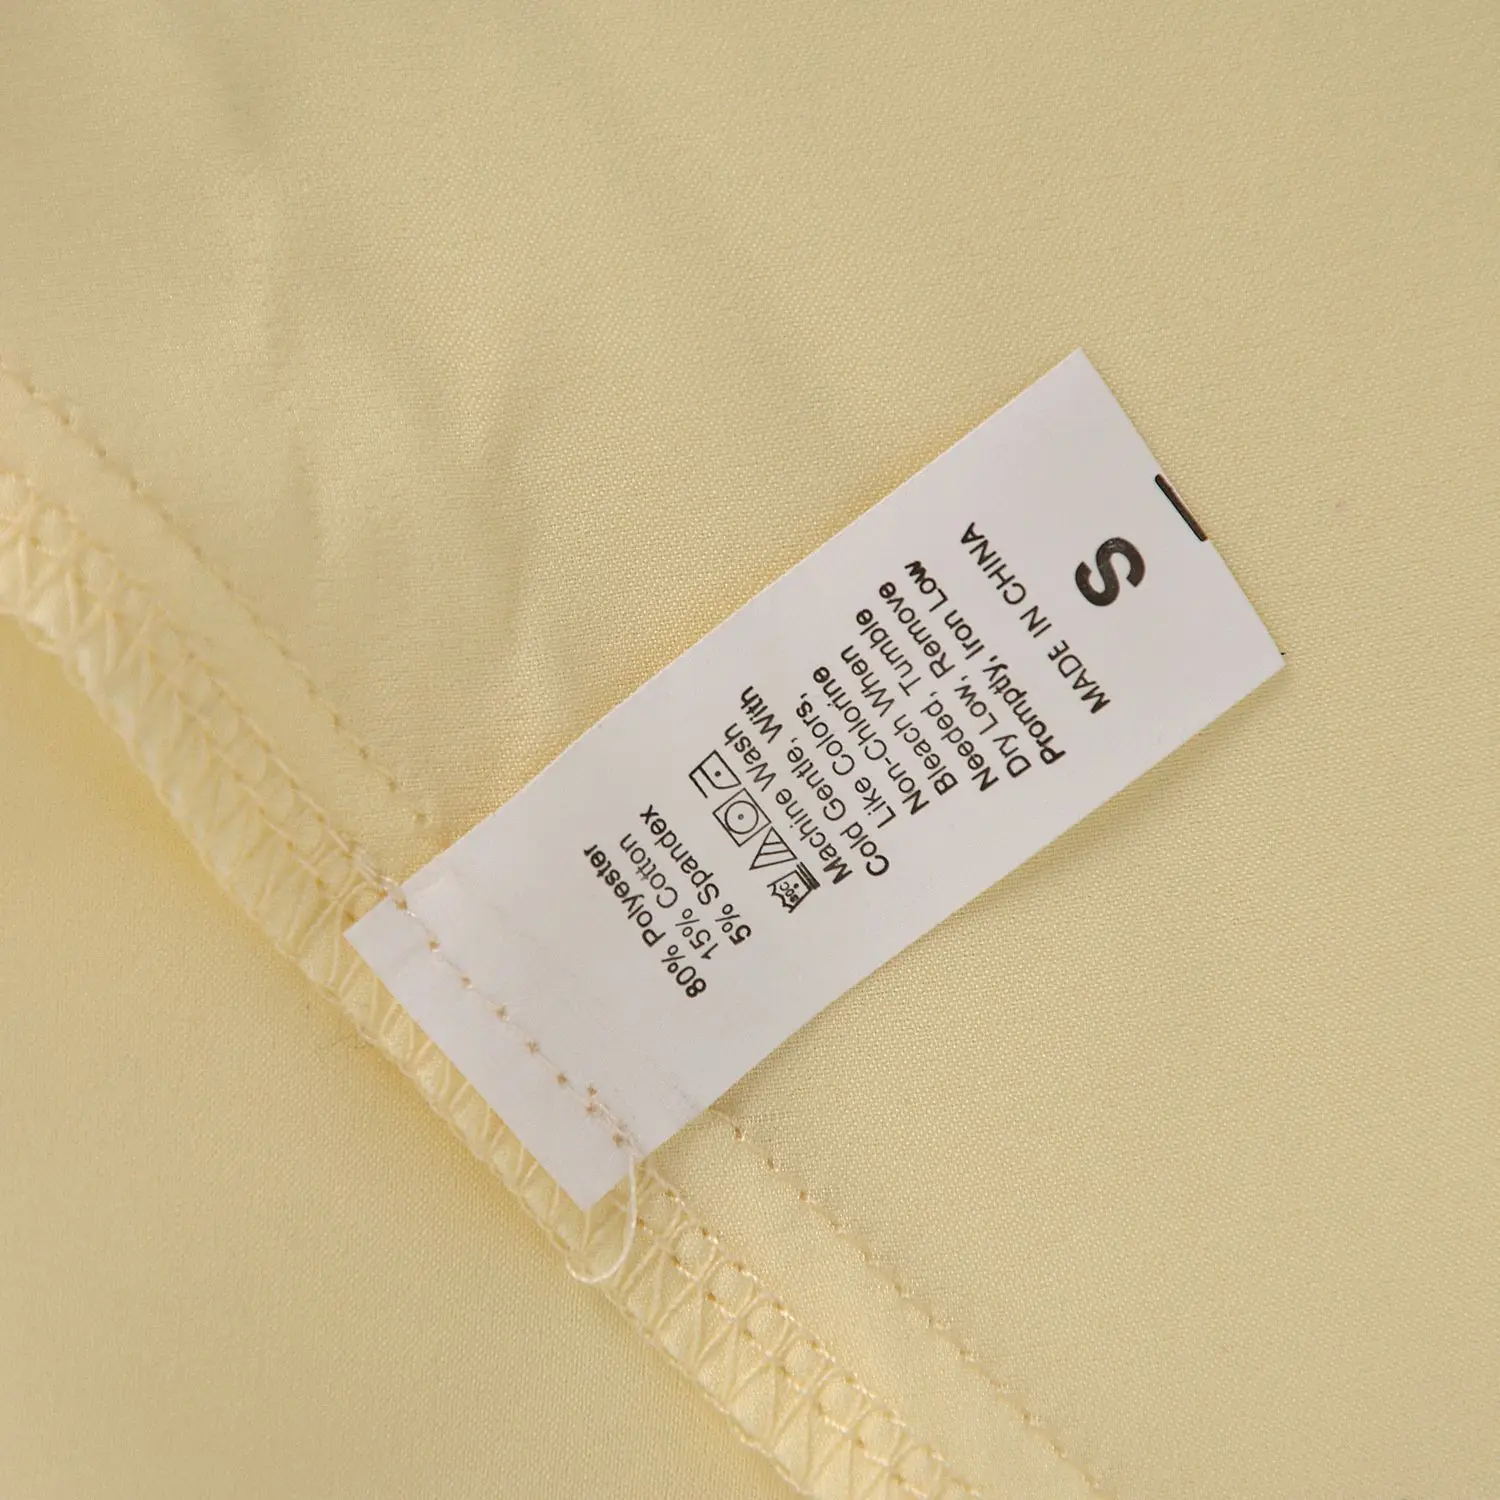 80% Polyester
15% Cotton
5% Spandex
30C
Machine Wash
Cold Gentle, With
Like Colors,
Non-Chlorine
Bleach When
Needed, Tumble
Dry Low, Remove
Promptly, Iron Low
MADE IN CHINA
S